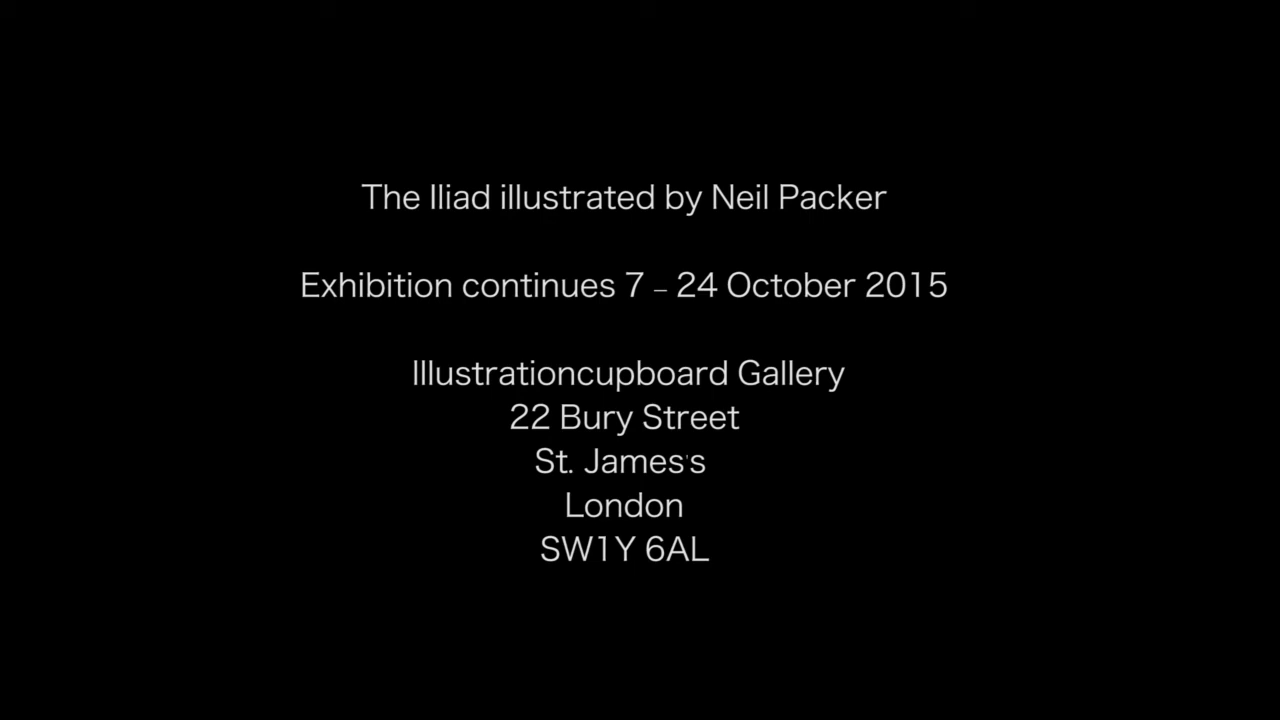 The Iliad illustrated by Neil Packer
Exhibition continues 7 – 24 October 2015
Illustrationcupboard Gallery
22 Bury Street
St. James's
London
SW1Y 6AL